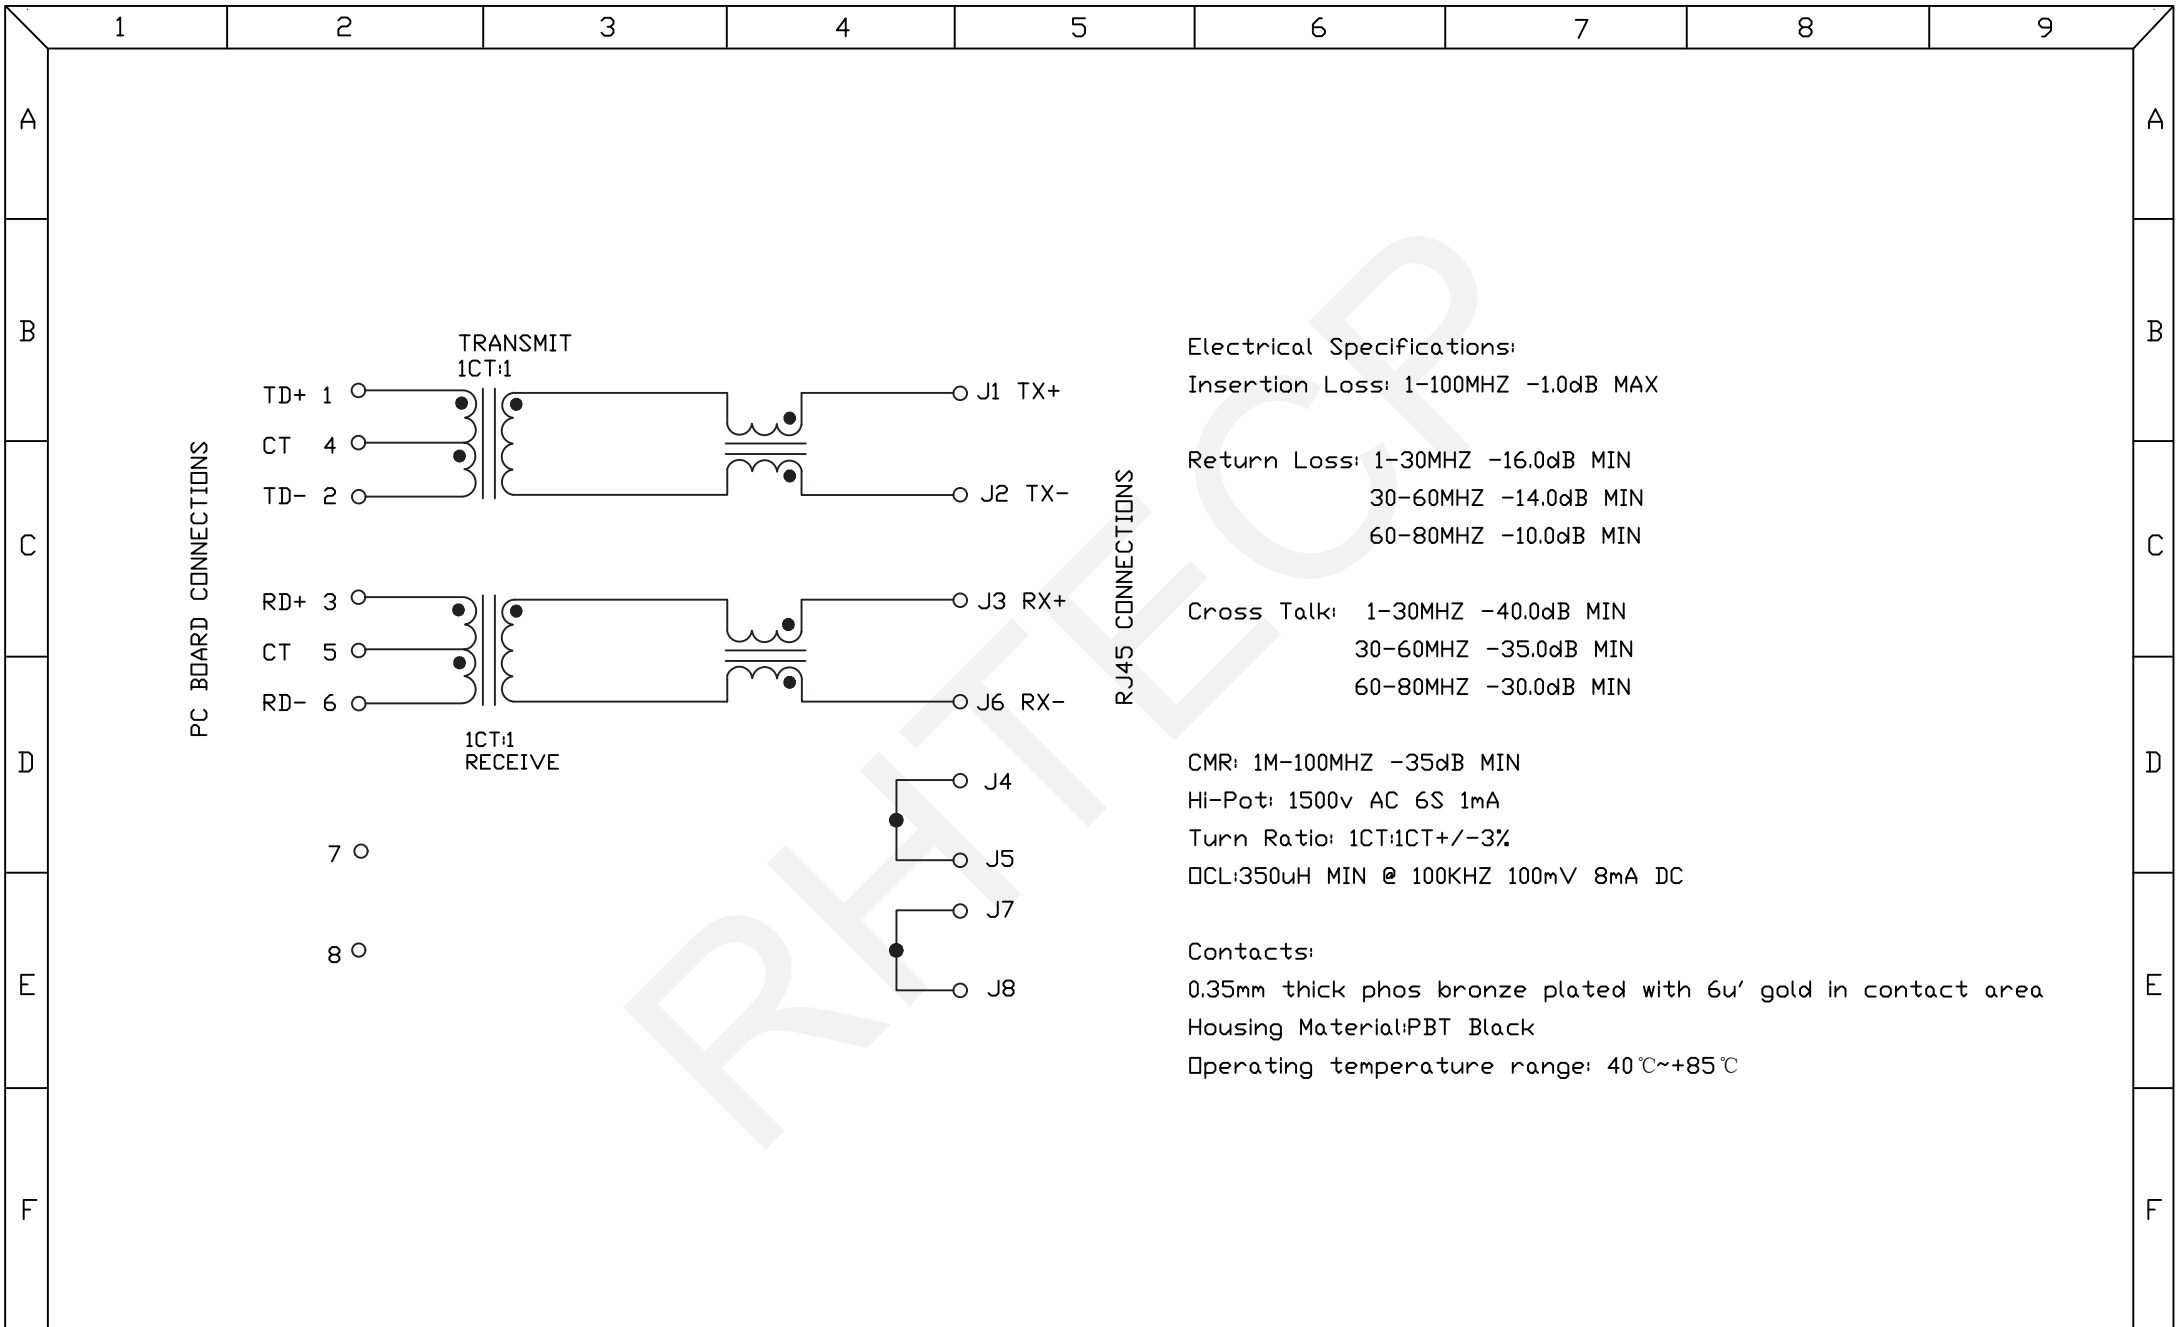 1 2 3 4 5 6 7 8 9
A A
B B
C C
D D
E E
F F
TRANSMIT
1CT:1
TD+ 1
CT 4
TD- 2
J1 TX+
J2 TX-
PC BOARD CONNECTIONS
RD+ 3
CT 5
RD- 6
J3 RX+
J6 RX-
RJ45 CONNECTIONS
1CT:1
RECEIVE
J4
J5
7
8
J7
J8
Electrical Specifications:
Insertion Loss: 1-100MHZ -1.0dB MAX
Return Loss: 1-30MHZ -16.0dB MIN
30-60MHZ -14.0dB MIN
60-80MHZ -10.0dB MIN
Cross Talk: 1-30MHZ -40.0dB MIN
30-60MHZ -35.0dB MIN
60-80MHZ -30.0dB MIN
CMR: 1M-100MHZ -35dB MIN
Hi-Pot: 1500v AC 6S 1mA
Turn Ratio: 1CT:1CT+/-3%
OCL:350uH MIN @ 100KHZ 100mV 8mA DC
Contacts:
0.35mm thick phos bronze plated with 6u' gold in contact area
Housing Material:PBT Black
Operating temperature range: 40℃~+85℃
RHTECP